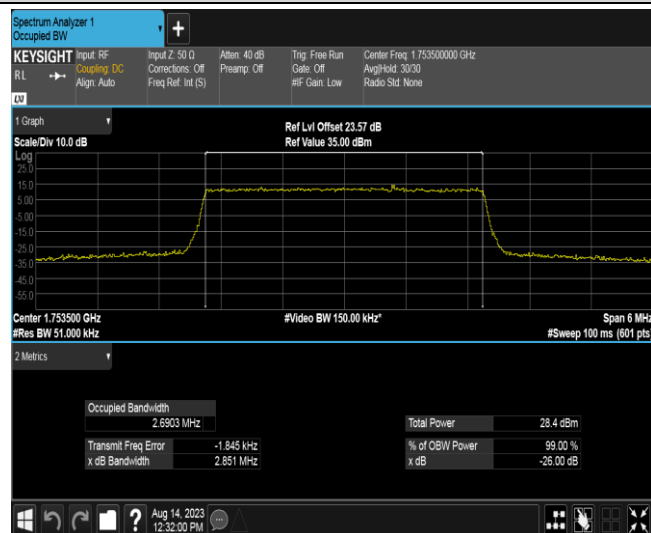 Spectrum Analyzer 1
Occupied BW
+
KEYSIGHT Input: RF Input Z: 50 Ω Atten: 40 dB Trig: Free Run Center Freq: 1.753500000 GHz
RL Coupling: DC Corrections: Off Preamp: Off Gate: Off Avg|Hold: 30/30
Align: Auto Freq Ref: Int (S) #IF Gain: Low Radio Std: None
1 Graph Ref Lvl Offset 23.57 dB
Scale/Div 10.0 dB Ref Value 35.00 dBm
Log
25.0
15.0
5.00
-5.00
-15.0
-25.0
-35.0
-45.0
-55.0
Center 1.753500 GHz #Video BW 150.00 kHz* Span 6 MHz
#Res BW 51.000 kHz #Sweep 100 ms (601 pts)
2 Metrics
Occupied Bandwidth
2.6903 MHz Total Power 28.4 dBm
Transmit Freq Error -1.845 kHz % of OBW Power 99.00 %
x dB Bandwidth 2.851 MHz x dB -26.00 dB
? Aug 14, 2023
12:32:00 PM